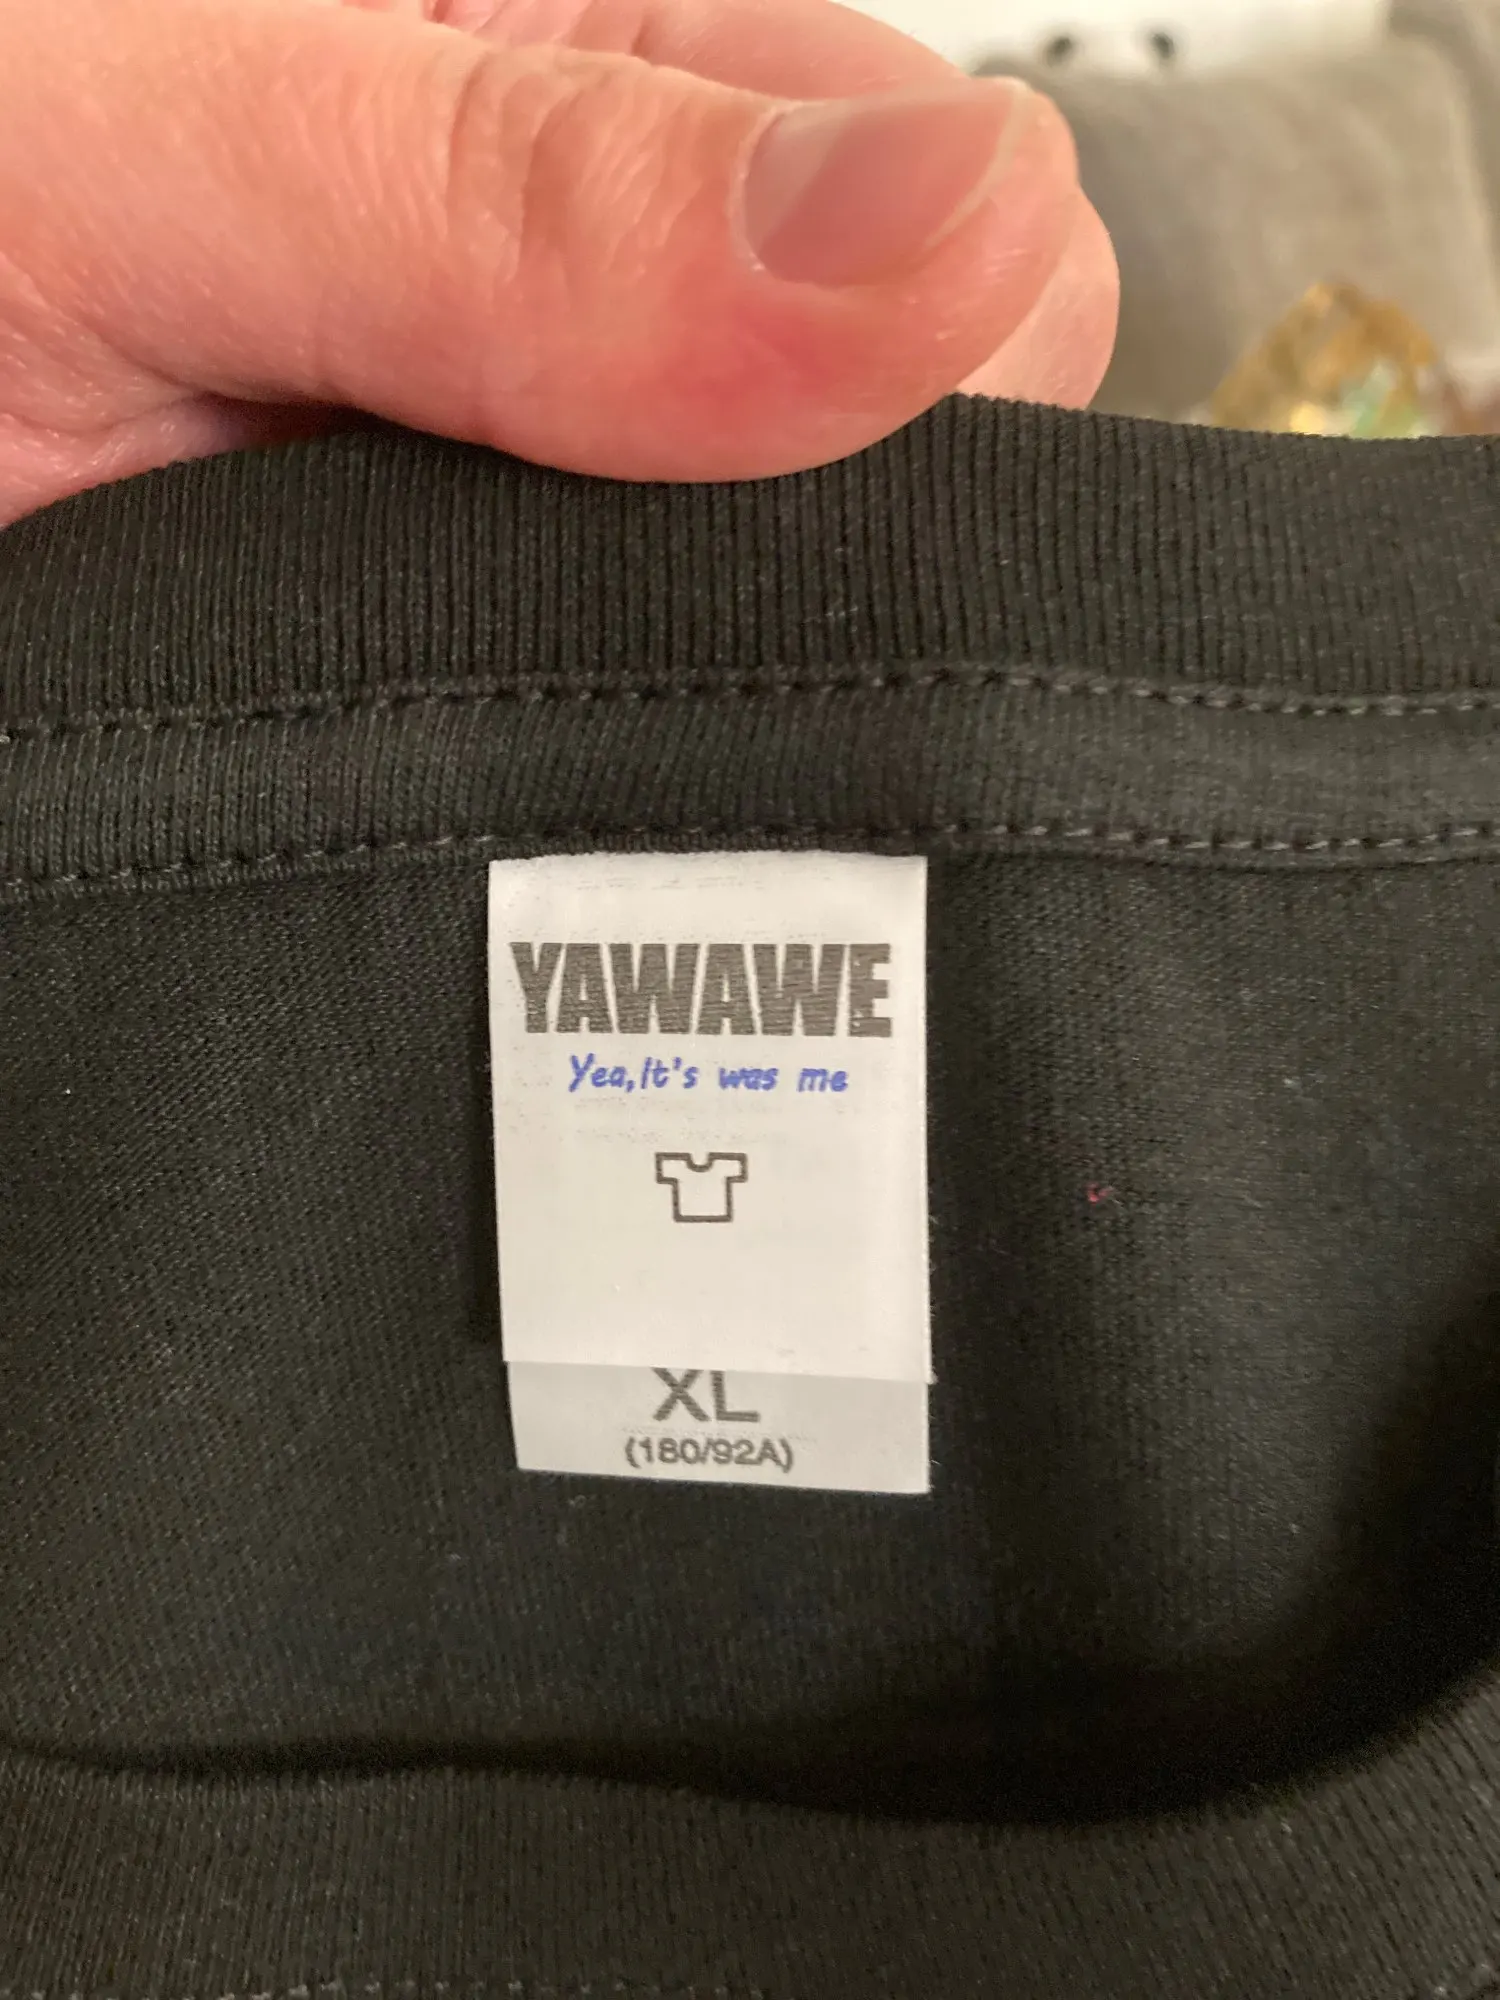 YAWAWE
Yea,It's was me
XL
(180/92A)